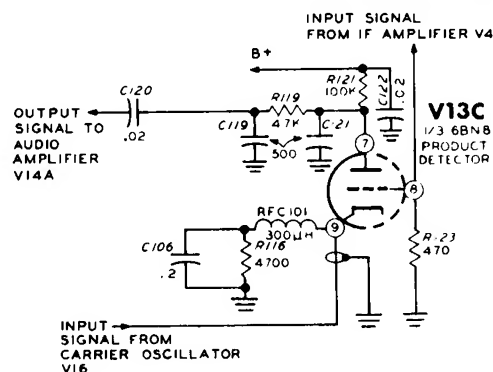 INPUT SIGNAL
FROM IF AMPLIFIER V4
B+
R121
100K
C122
.02
C120
.02
R119
47K
C119
C121
500
OUTPUT
SIGNAL TO
AUDIO
AMPLIFIER
V14A
V13C
1/3 6BN8
PRODUCT
DETECTOR
7
8
9
RFC101
300µH
C106
.2
R116
4700
R123
470
INPUT
SIGNAL FROM
CARRIER OSCILLATOR
V16